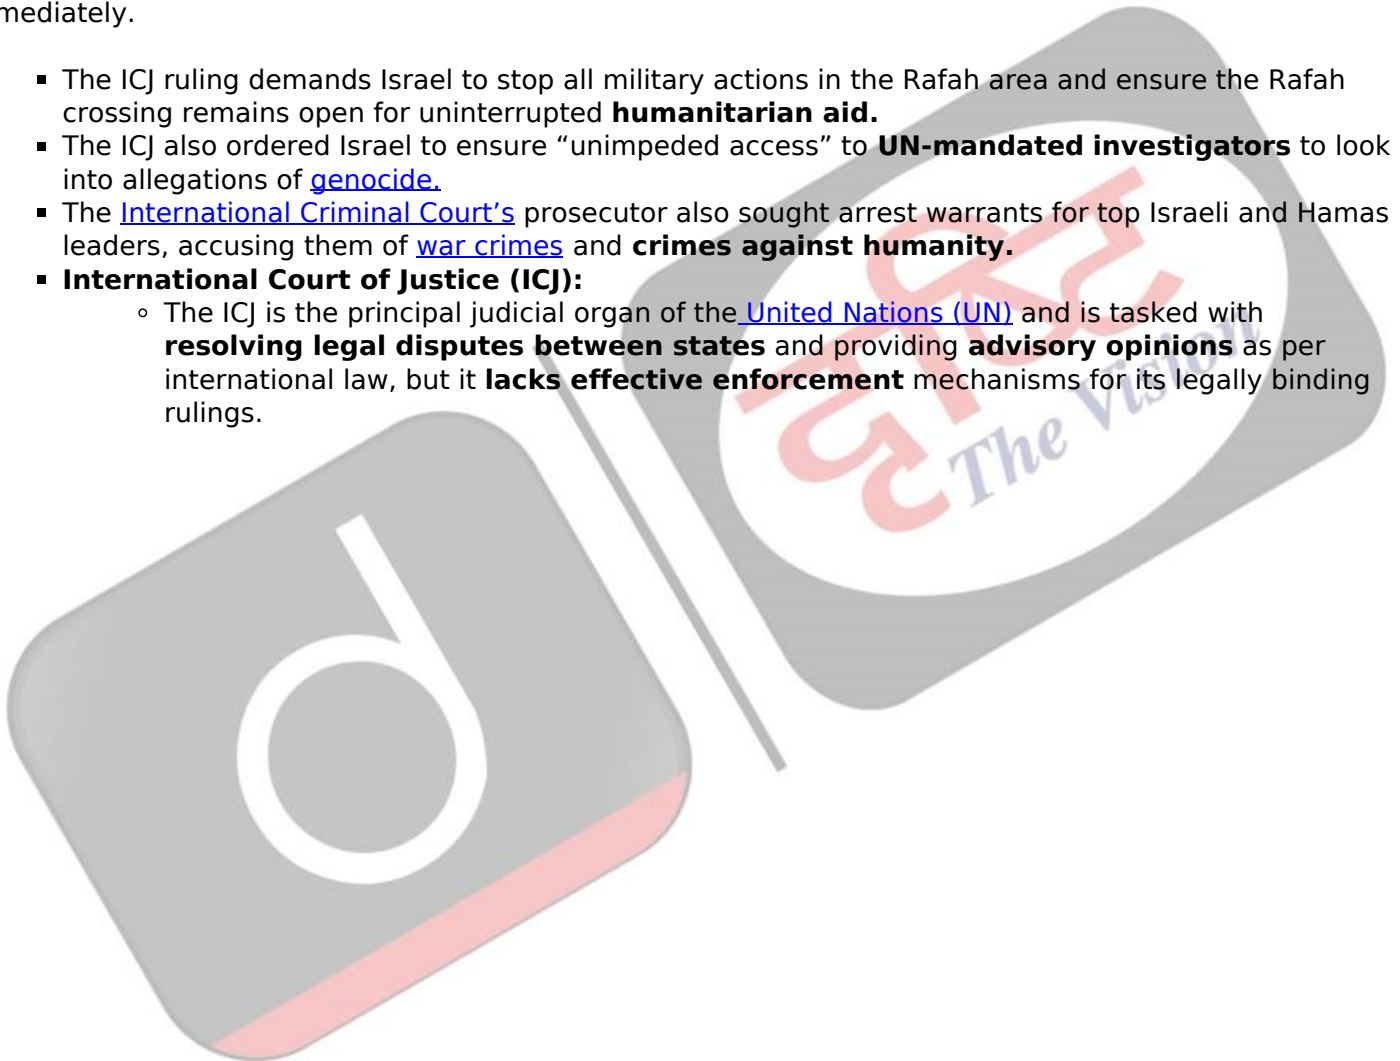 mediately.
▪ The ICJ ruling demands Israel to stop all military actions in the Rafah area and ensure the Rafah
crossing remains open for uninterrupted humanitarian aid.
▪ The ICJ also ordered Israel to ensure “unimpeded access” to UN-mandated investigators to look
into allegations of genocide.
▪ The International Criminal Court’s prosecutor also sought arrest warrants for top Israeli and Hamas
leaders, accusing them of war crimes and crimes against humanity.
▪ International Court of Justice (ICJ):
◦ The ICJ is the principal judicial organ of the United Nations (UN) and is tasked with
resolving legal disputes between states and providing advisory opinions as per
international law, but it lacks effective enforcement mechanisms for its legally binding
rulings.
दृष्टि
The Vision
d